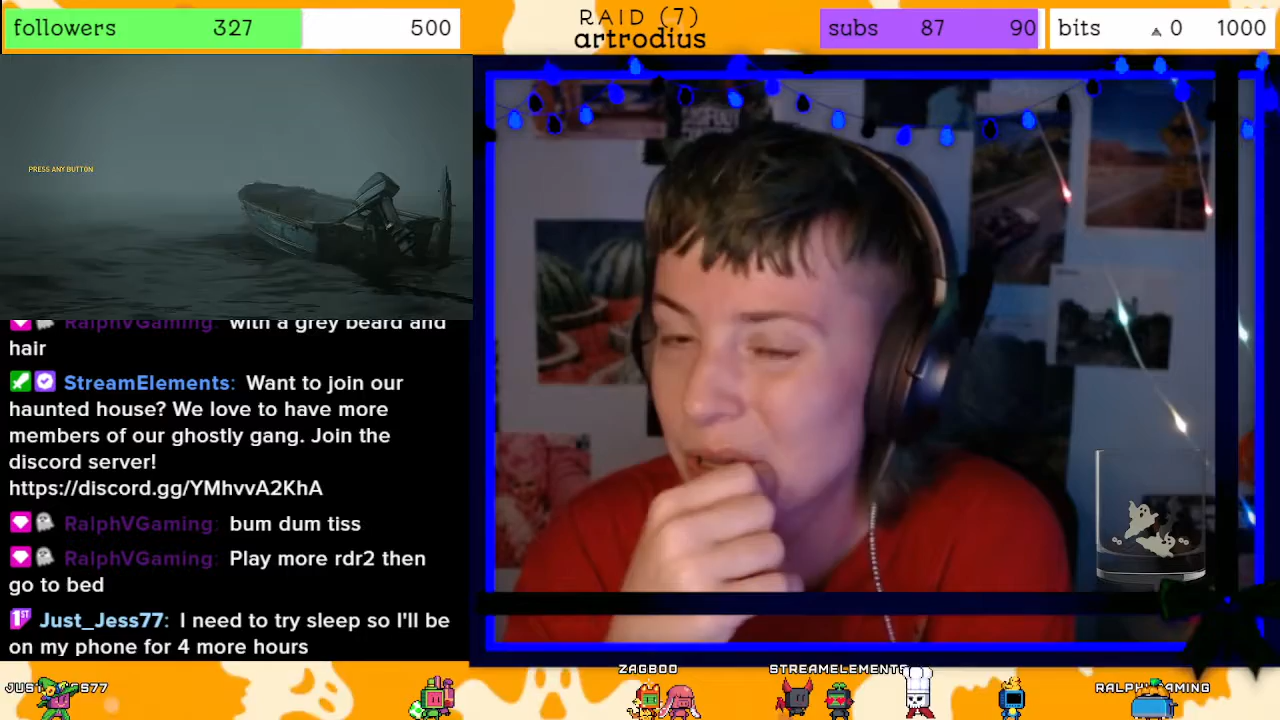 followers 327 500
RAID (7)
artrodius
subs 87 90
bits 0 1000
PRESS ANY BUTTON
RalphVGaming: with a grey beard and
hair
StreamElements: Want to join our
haunted house? We love to have more
members of our ghostly gang. Join the
discord server!
https://discord.gg/YMhvvA2KhA
RalphVGaming: bum dum tiss
RalphVGaming: Play more rdr2 then
go to bed
1ST Just_Jess77: I need to try sleep so I'll be
on my phone for 4 more hours
BIGFOOT
ZAGBOO
STREAMELEMENTS